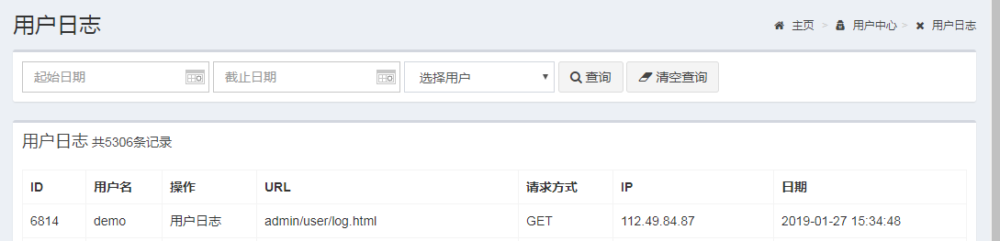 用户日志
主页 > 用户中心 > 用户日志
起始日期 截止日期 选择用户 查询 清空查询
用户日志 共5306条记录
ID 用户名 操作 URL 请求方式 IP 日期
6814 demo 用户日志 admin/user/log.html GET 112.49.84.87 2019-01-27 15:34:48